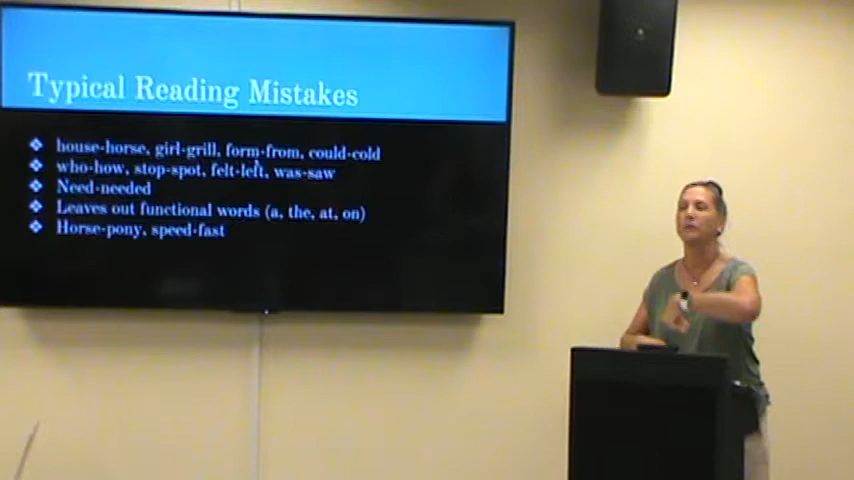 Typical Reading Mistakes
❖ house-horse, girl-grill, form-from, could-cold
❖ who-how, stop-spot, felt-left, was-saw
❖ Need-needed
❖ Leaves out functional words (a, the, at, on)
❖ Horse-pony, speed-fast